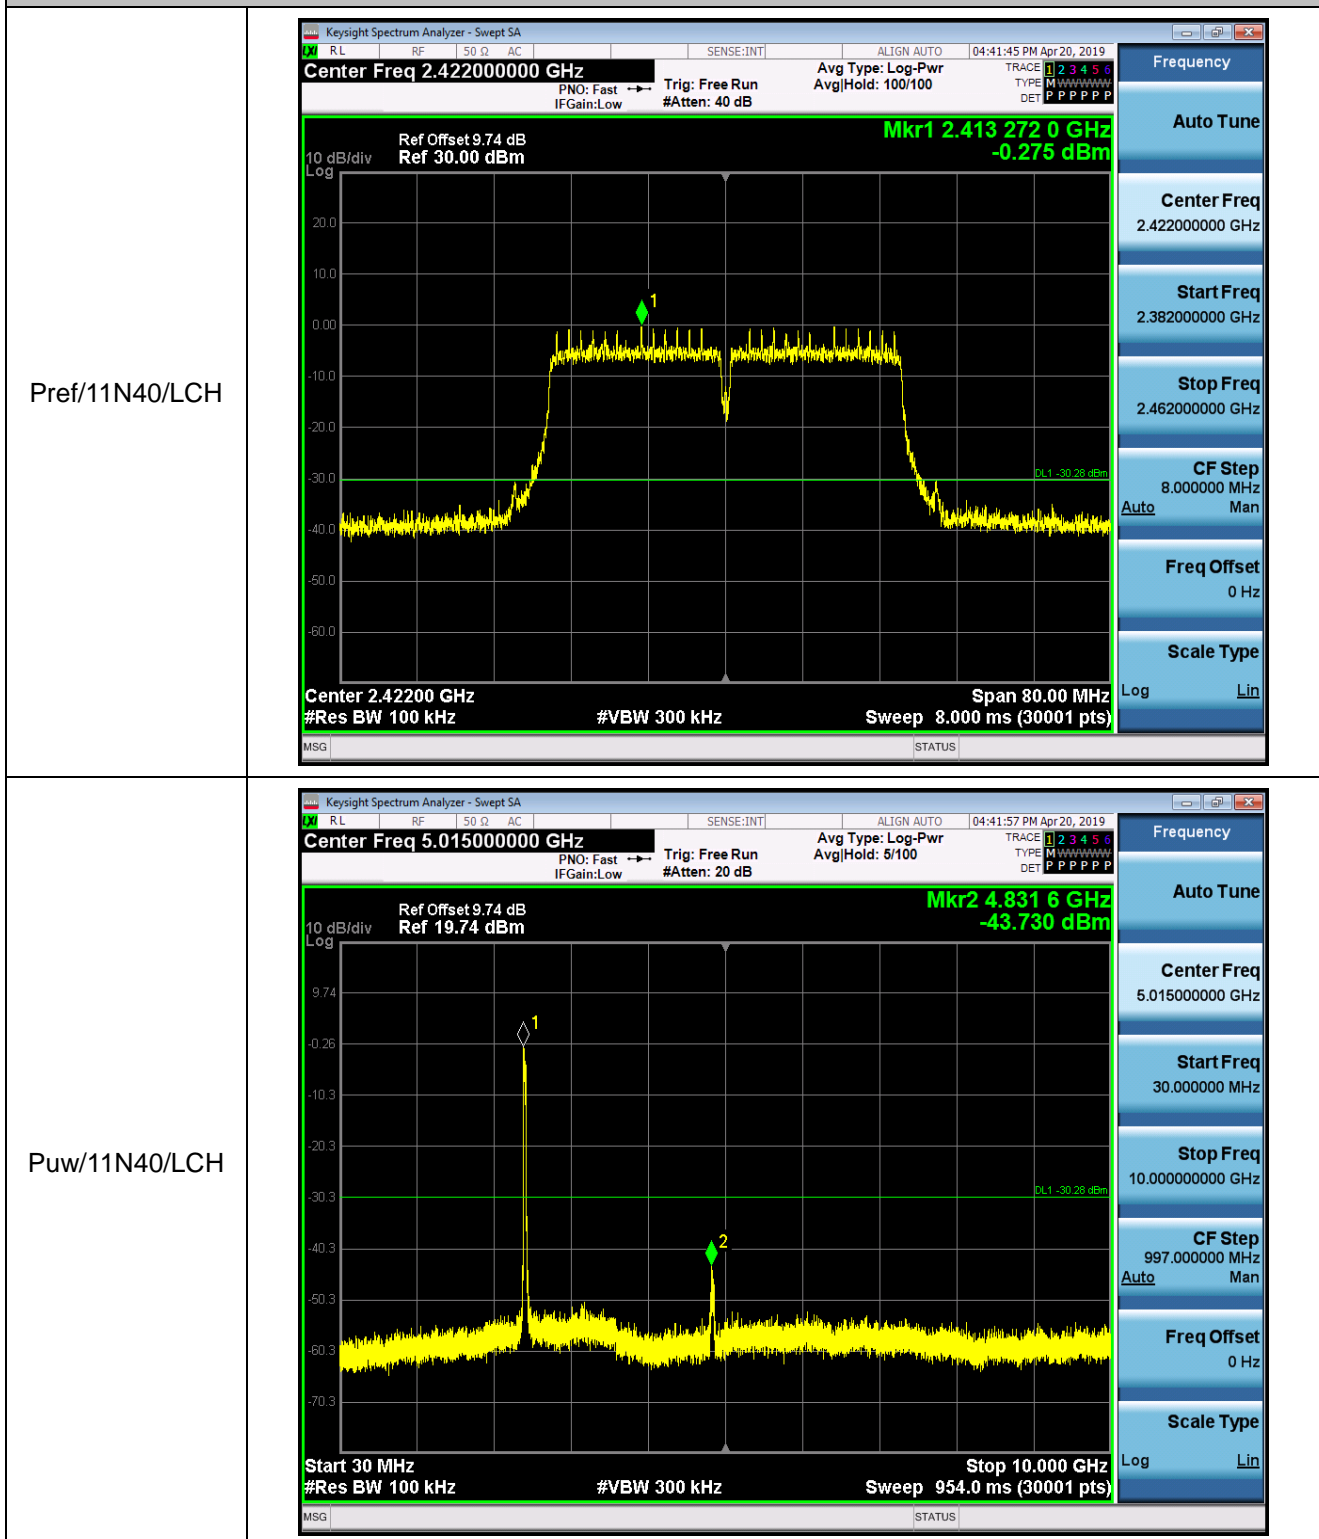 Pref/11N40/LCH
Keysight Spectrum Analyzer - Swept SA
LXI RL RF 50 Ω AC SENSE:INT ALIGN AUTO 04:41:45 PM Apr 20, 2019
Center Freq 2.422000000 GHz
PNO: Fast
IFGain:Low
Trig: Free Run
#Atten: 40 dB
Avg Type: Log-Pwr
Avg|Hold: 100/100
TRACE 1 2 3 4 5 6
TYPE M WWWWW
DET P P P P P P
Ref Offset 9.74 dB
10 dB/div Ref 30.00 dBm
Log
Mkr1 2.413 272 0 GHz
-0.275 dBm
20.0
10.0
0.00
-10.0
-20.0
-30.0
-40.0
-50.0
-60.0
1
DL1 -30.28 dBm
Center 2.42200 GHz Span 80.00 MHz
#Res BW 100 kHz #VBW 300 kHz Sweep 8.000 ms (30001 pts)
MSG STATUS
Frequency
Auto Tune
Center Freq
2.422000000 GHz
Start Freq
2.382000000 GHz
Stop Freq
2.462000000 GHz
CF Step
8.000000 MHz
Auto Man
Freq Offset
0 Hz
Scale Type
Log Lin
Puw/11N40/LCH
Keysight Spectrum Analyzer - Swept SA
LXI RL RF 50 Ω AC SENSE:INT ALIGN AUTO 04:41:57 PM Apr 20, 2019
Center Freq 5.015000000 GHz
PNO: Fast
IFGain:Low
Trig: Free Run
#Atten: 20 dB
Avg Type: Log-Pwr
Avg|Hold: 5/100
TRACE 1 2 3 4 5 6
TYPE M WWWWW
DET P P P P P P
Ref Offset 9.74 dB
10 dB/div Ref 19.74 dBm
Log
Mkr2 4.831 6 GHz
-43.730 dBm
9.74
-0.26
-10.3
-20.3
-30.3
-40.3
-50.3
-60.3
-70.3
1
2
DL1 -30.28 dBm
Start 30 MHz Stop 10.000 GHz
#Res BW 100 kHz #VBW 300 kHz Sweep 954.0 ms (30001 pts)
MSG STATUS
Frequency
Auto Tune
Center Freq
5.015000000 GHz
Start Freq
30.000000 MHz
Stop Freq
10.000000000 GHz
CF Step
997.000000 MHz
Auto Man
Freq Offset
0 Hz
Scale Type
Log Lin